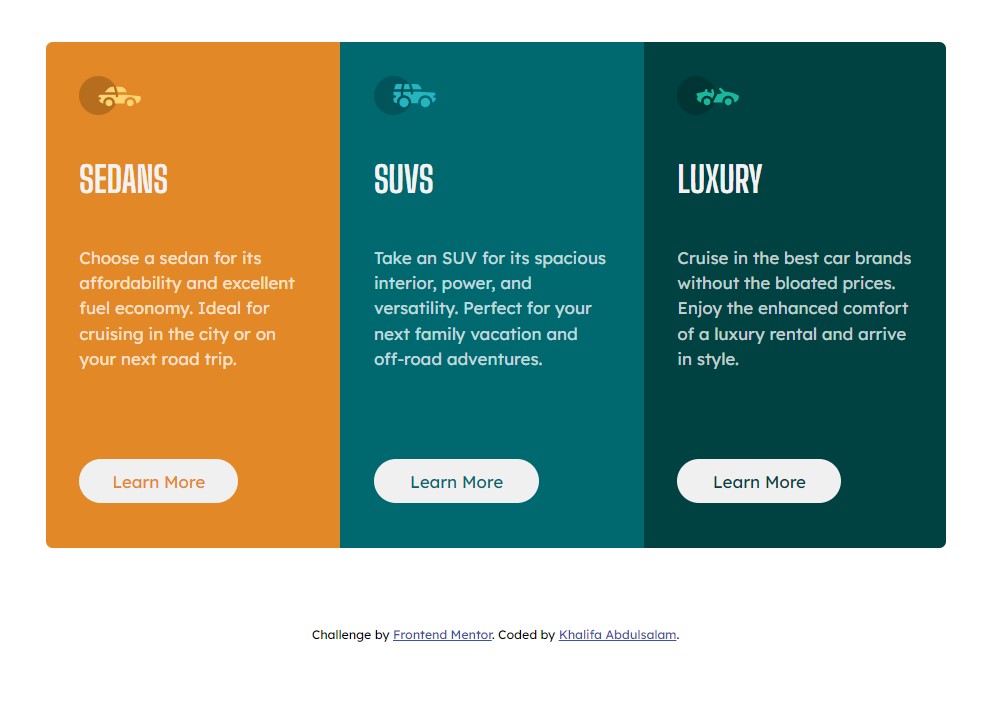 SEDANS
Choose a sedan for its
affordability and excellent
fuel economy. Ideal for
cruising in the city or on
your next road trip.
Learn More
SUVS
Take an SUV for its spacious
interior, power, and
versatility. Perfect for your
next family vacation and
off-road adventures.
Learn More
LUXURY
Cruise in the best car brands
without the bloated prices.
Enjoy the enhanced comfort
of a luxury rental and arrive
in style.
Learn More
Challenge by Frontend Mentor. Coded by Khalifa Abdulsalam.